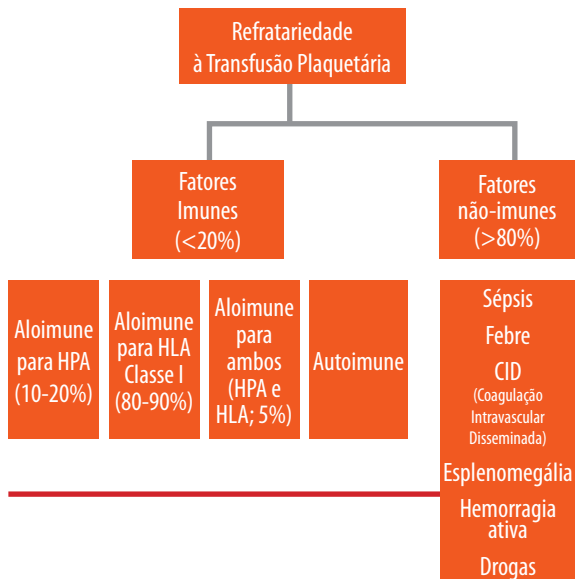 Refratariedade
à Transfusão Plaquetária
Fatores
Imunes
(<20%)
Fatores
não-imunes
(>80%)
Aloimune
para HPA
(10-20%)
Aloimune
para HLA
Classe I
(80-90%)
Aloimune
para
ambos
(HPA e
HLA; 5%)
Autoimune
Sépsis
Febre
CID
(Coagulação
Intravascular
Disseminada)
Esplenomegália
Hemorragia
ativa
Drogas